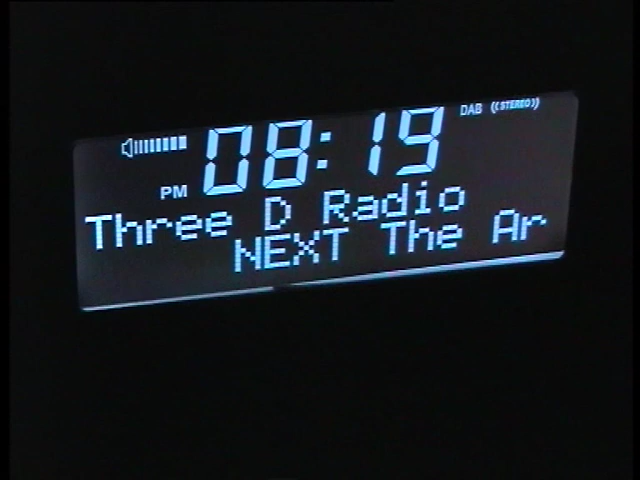 DAB ((STEREO))
08:19
PM
Three D Radio
NEXT The Ar